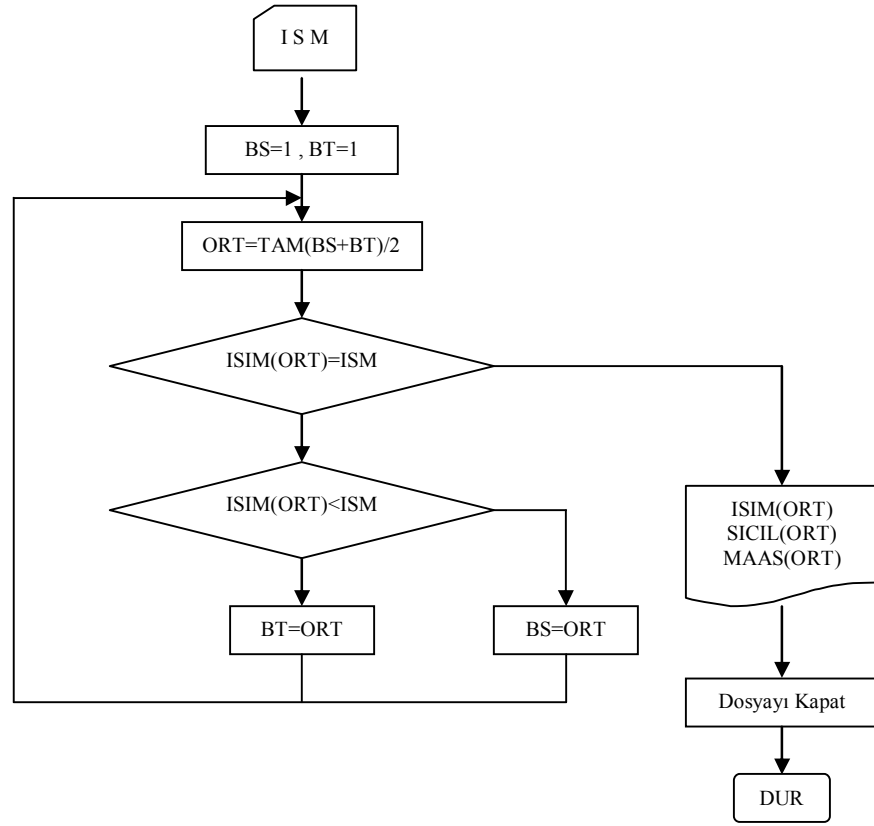 I S M
BS=1 , BT=1
ORT=TAM(BS+BT)/2
ISIM(ORT)=ISM
ISIM(ORT)<ISM
ISIM(ORT)
SICIL(ORT)
MAAS(ORT)
BT=ORT
BS=ORT
Dosyayı Kapat
DUR